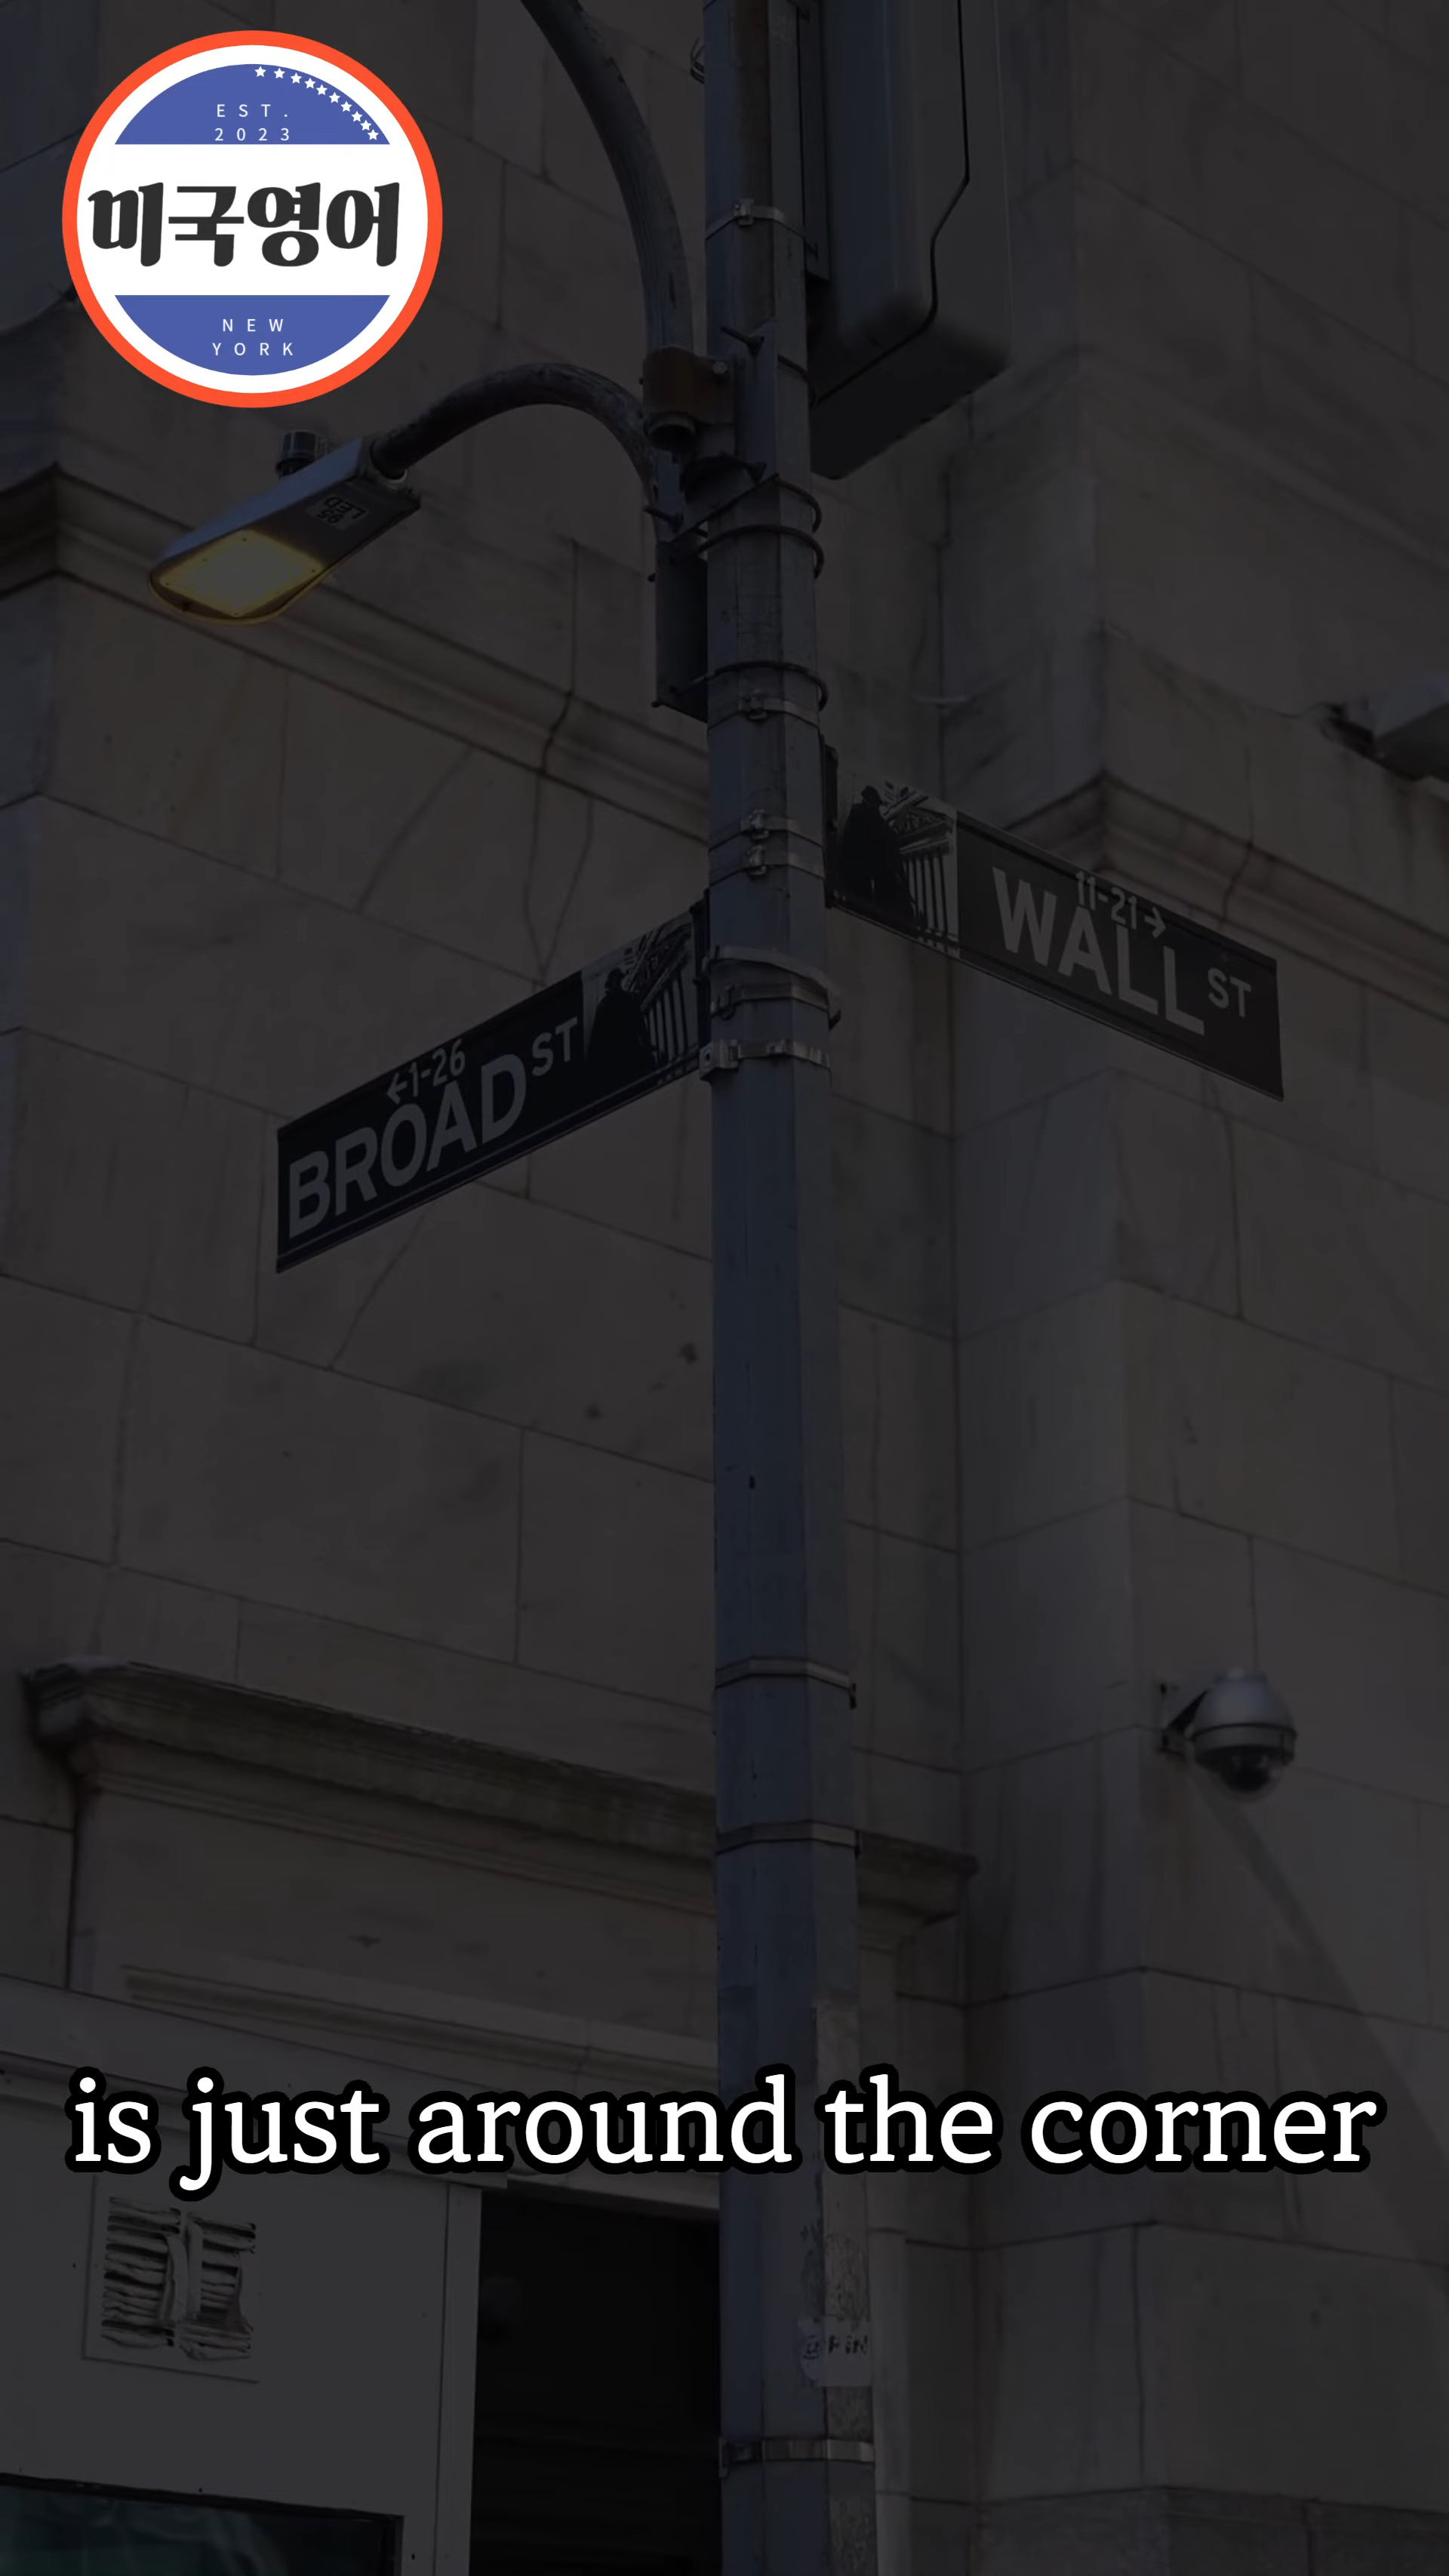 EST.
2023
미국영어
NEW
YORK
11-21→
WALL ST
←1-26
BROAD ST
is just around the corner